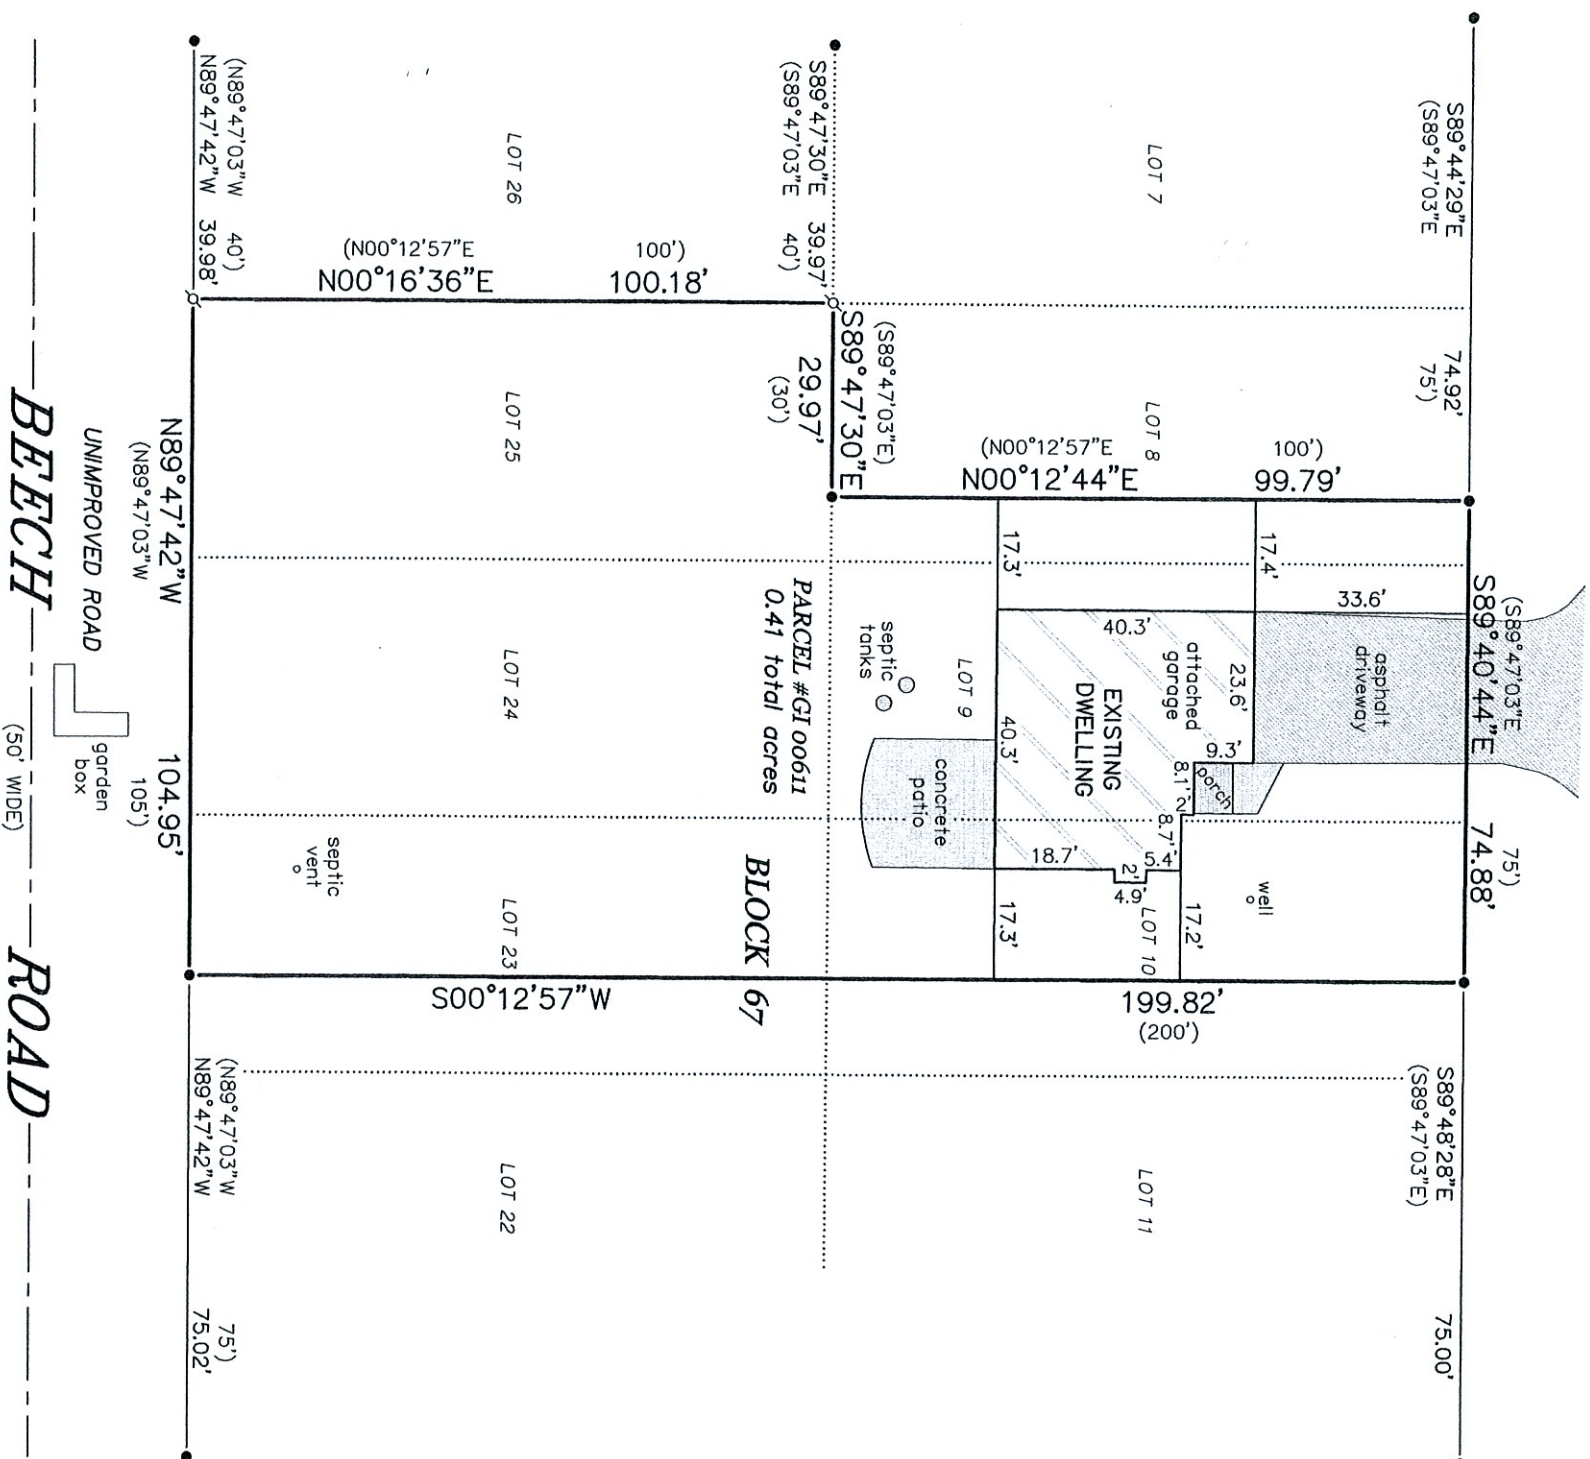 S89°44'29"E 74.92'
(S89°47'03"E 75')
(S89°47'03"E 75')
S89°40'44"E 74.88'
S89°48'28"E 75.00'
(S89°47'03"E)
asphalt
driveway
33.6'
17.4'
well
23.6'
9.3'
porch
8.1'
2'
8.7'
17.2'
5.4'
2'
4.9'
attached
garage
40.3'
EXISTING
DWELLING
18.7'
LOT 7
LOT 8
LOT 10
LOT 11
(N00°12'57"E 100')
N00°12'44"E 99.79'
199.82'
(200')
17.3'
40.3'
17.3'
LOT 9
concrete
patio
septic
tanks
(S89°47'03"E)
S89°47'30"E
29.97'
(30')
S89°47'30"E 39.97'
(S89°47'03"E 40')
PARCEL #GI 00611
0.41 total acres
BLOCK 67
(N00°12'57"E 100')
N00°16'36"E 100.18'
S00°12'57"W
LOT 26
LOT 25
LOT 24
LOT 23
LOT 22
septic
vent
(N89°47'03"W 40')
N89°47'42"W 39.98'
(N89°47'03"W 75')
N89°47'42"W 75.02'
N89°47'42"W 104.95'
(N89°47'03"W 105')
garden
box
UNIMPROVED ROAD
BEECH ROAD
(50' WIDE)